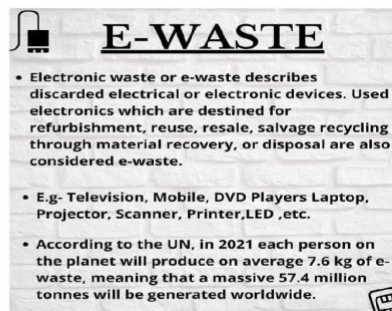 E-WASTE
• Electronic waste or e-waste describes
discarded electrical or electronic devices. Used
electronics which are destined for
refurbishment, reuse, resale, salvage recycling
through material recovery, or disposal are also
considered e-waste.
• E.g- Television, Mobile, DVD Players Laptop,
Projector, Scanner, Printer,LED ,etc.
• According to the UN, in 2021 each person on
the planet will produce on average 7.6 kg of e-
waste, meaning that a massive 57.4 million
tonnes will be generated worldwide.